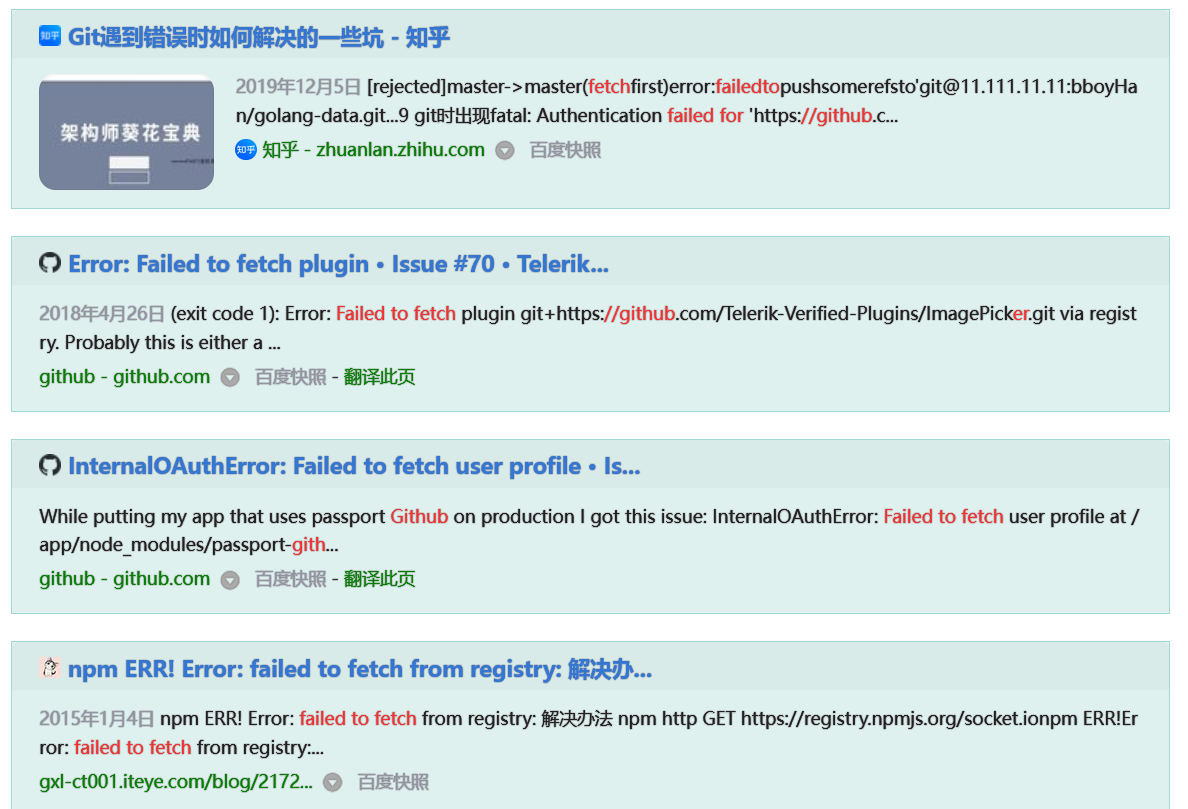 知乎 Git遇到错误时如何解决的一些坑 - 知乎
架构师葵花宝典
2019年12月5日 [rejected]master->master(fetchfirst)error:failedtopushsomerefsto'git@11.111.11.11:bboyHa
n/golang-data.git...9 git时出现fatal: Authentication failed for 'https://github.c...
知乎 知乎 - zhuanlan.zhihu.com 百度快照
Error: Failed to fetch plugin • Issue #70 • Telerik...
2018年4月26日 (exit code 1): Error: Failed to fetch plugin git+https://github.com/Telerik-Verified-Plugins/ImagePicker.git via regist
ry. Probably this is either a ...
github - github.com 百度快照 - 翻译此页
InternalOAuthError: Failed to fetch user profile • Is...
While putting my app that uses passport Github on production I got this issue: InternalOAuthError: Failed to fetch user profile at /
app/node_modules/passport-gith...
github - github.com 百度快照 - 翻译此页
npm ERR! Error: failed to fetch from registry: 解决办...
2015年1月4日 npm ERR! Error: failed to fetch from registry: 解决办法 npm http GET https://registry.npmjs.org/socket.ionpm ERR!Er
ror: failed to fetch from registry:...
gxl-ct001.iteye.com/blog/2172... 百度快照